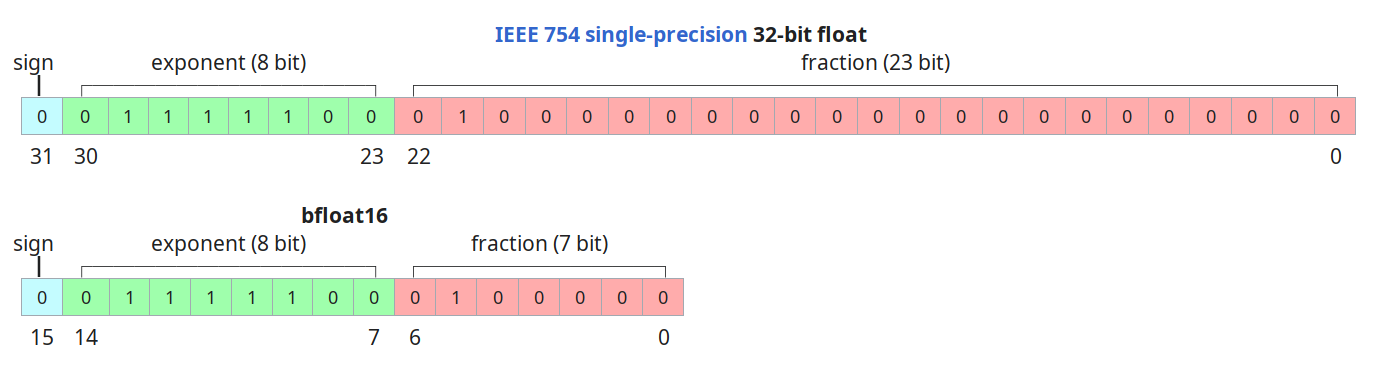 IEEE 754 single-precision 32-bit float
sign exponent (8 bit) fraction (23 bit)
0 0 1 1 1 1 1 0 0 0 1 0 0 0 0 0 0 0 0 0 0 0 0 0 0 0 0 0 0 0 0 0
31 30 23 22 0
bfloat16
sign exponent (8 bit) fraction (7 bit)
0 0 1 1 1 1 1 0 0 0 1 0 0 0 0 0
15 14 7 6 0